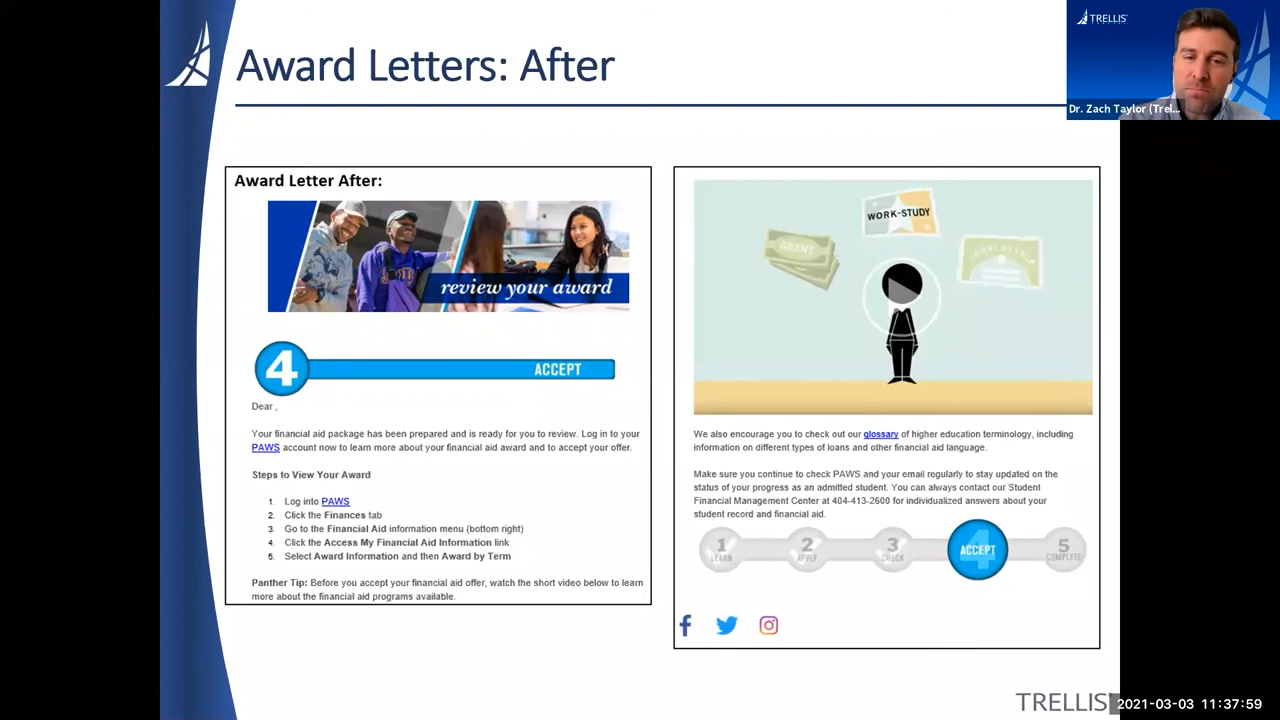 Award Letters: After
TRELLIS
Dr. Zach Taylor (Trel...
Award Letter After:
review your award
4
ACCEPT
Dear ,
Your financial aid package has been prepared and is ready for you to review. Log in to your
PAWS account now to learn more about your financial aid award and to accept your offer.
Steps to View Your Award
1. Log into PAWS
2. Click the Finances tab
3. Go to the Financial Aid information menu (bottom right)
4. Click the Access My Financial Aid Information link
5. Select Award Information and then Award by Term
Panther Tip: Before you accept your financial aid offer, watch the short video below to learn
more about the financial aid programs available.
WORK-STUDY
GRANT
SCHOLARSHIP
We also encourage you to check out our glossary of higher education terminology, including
information on different types of loans and other financial aid language.
Make sure you continue to check PAWS and your email regularly to stay updated on the
status of your progress as an admitted student. You can always contact our Student
Financial Management Center at 404-413-2600 for individualized answers about your
student record and financial aid.
1 LEARN
2 APPLY
3 CHECK
4 ACCEPT
5 COMPLETE
TRELLIS
2021-03-03 11:37:59